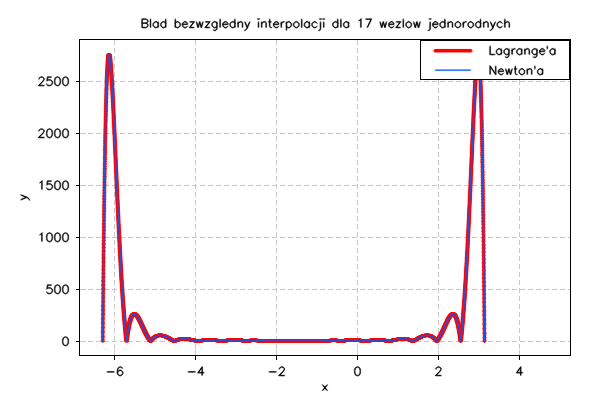 Blad bezwzgledny interpolacji dla 17 wezlow jednorodnych
Lagrange'a
Newton'a
2500
2000
1500
1000
500
0
y
−6 −4 −2 0 2 4
x